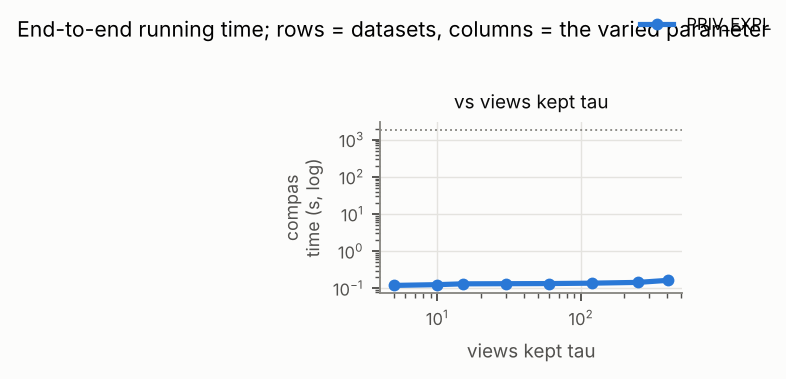 End-to-end running time; rows = datasets, columns = the varied parameter
PRIV_EXPL
vs views kept tau
compas
time (s, log)
10³
10²
10¹
10⁰
10⁻¹
10¹ 10²
views kept tau